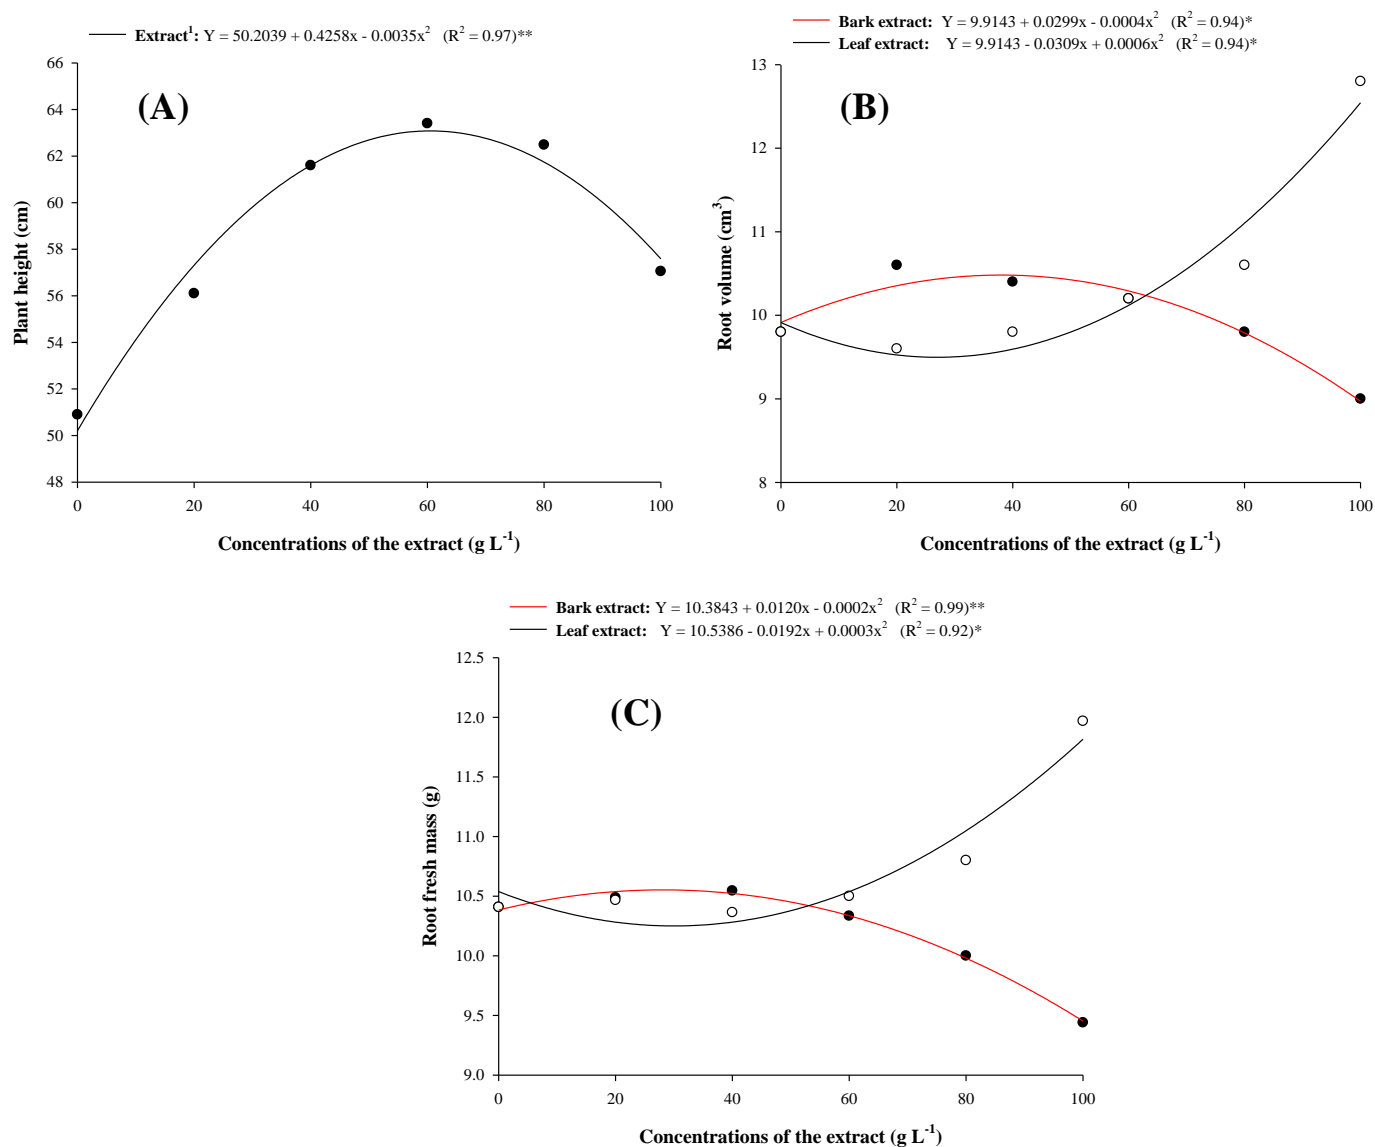 Extract¹: Y = 50.2039 + 0.4258x - 0.0035x² (R² = 0.97)**
(A)
66
64
62
60
58
56
54
52
50
48
Plant height (cm)
0 20 40 60 80 100
Concentrations of the extract (g L⁻¹)
Bark extract: Y = 9.9143 + 0.0299x - 0.0004x² (R² = 0.94)*
Leaf extract: Y = 9.9143 - 0.0309x + 0.0006x² (R² = 0.94)*
(B)
13
12
11
10
9
8
Root volume (cm³)
0 20 40 60 80 100
Concentrations of the extract (g L⁻¹)
Bark extract: Y = 10.3843 + 0.0120x - 0.0002x² (R² = 0.99)**
Leaf extract: Y = 10.5386 - 0.0192x + 0.0003x² (R² = 0.92)*
(C)
12.5
12.0
11.5
11.0
10.5
10.0
9.5
9.0
Root fresh mass (g)
0 20 40 60 80 100
Concentrations of the extract (g L⁻¹)